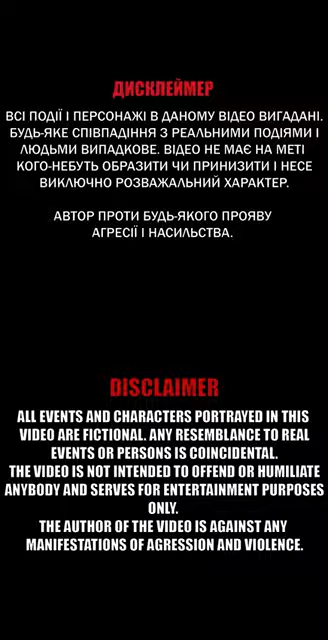 ДИСКЛЕЙМЕР
ВСІ ПОДІЇ І ПЕРСОНАЖІ В ДАНОМУ ВІДЕО ВИГАДАНІ.
БУДЬ-ЯКЕ СПІВПАДІННЯ З РЕАЛЬНИМИ ПОДІЯМИ І
ЛЮДЬМИ ВИПАДКОВЕ. ВІДЕО НЕ МАЄ НА МЕТІ
КОГО-НЕБУТЬ ОБРАЗИТИ ЧИ ПРИНИЗИТИ І НЕСЕ
ВИКЛЮЧНО РОЗВАЖАЛЬНИЙ ХАРАКТЕР.
АВТОР ПРОТИ БУДЬ-ЯКОГО ПРОЯВУ
АГРЕСІЇ І НАСИЛЬСТВА.
DISCLAIMER
ALL EVENTS AND CHARACTERS PORTRAYED IN THIS
VIDEO ARE FICTIONAL. ANY RESEMBLANCE TO REAL
EVENTS OR PERSONS IS COINCIDENTAL.
THE VIDEO IS NOT INTENDED TO OFFEND OR HUMILIATE
ANYBODY AND SERVES FOR ENTERTAINMENT PURPOSES
ONLY.
THE AUTHOR OF THE VIDEO IS AGAINST ANY
MANIFESTATIONS OF AGRESSION AND VIOLENCE.